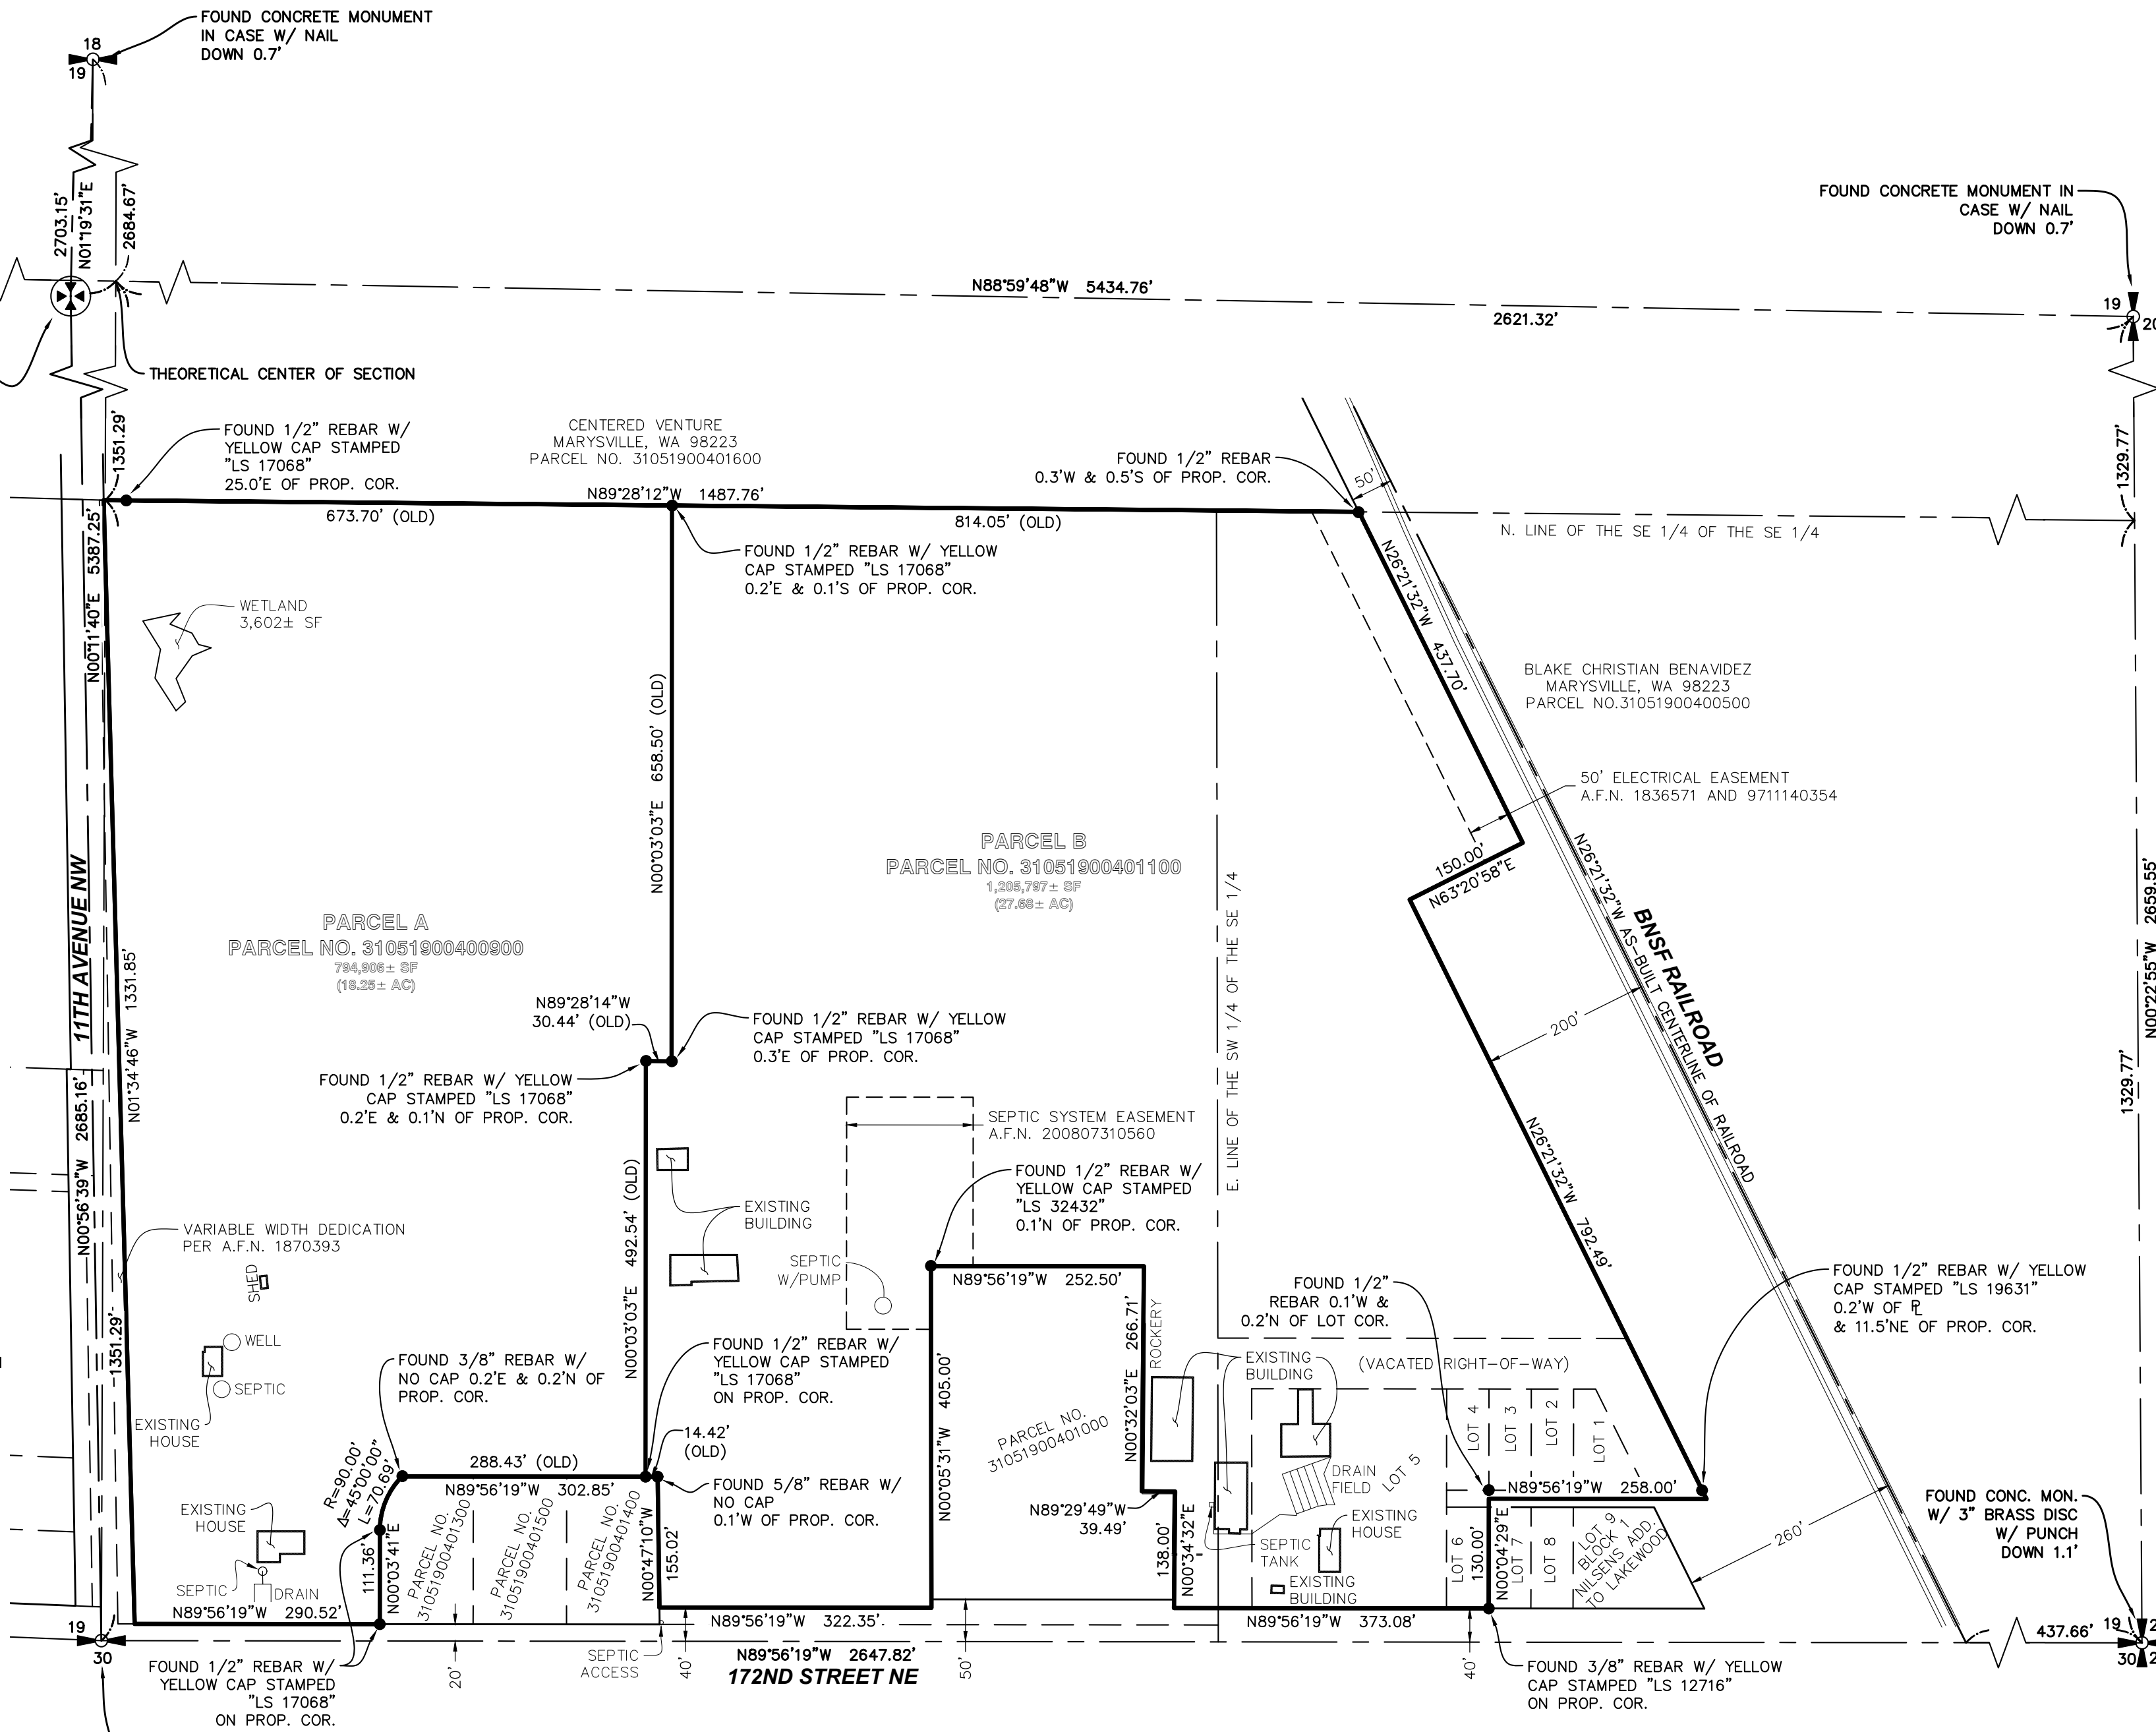 FOUND CONCRETE MONUMENT
IN CASE W/ NAIL
DOWN 0.7'
18
19
2703.15'
N01°19'31"E
2684.67'
FOUND CONCRETE MONUMENT IN
CASE W/ NAIL
DOWN 0.7'
N88°59'48"W 5434.76'
2621.32'
19
20
THEORETICAL CENTER OF SECTION
1351.29'
FOUND 1/2" REBAR W/
YELLOW CAP STAMPED
"LS 17068"
25.0'E OF PROP. COR.
CENTERED VENTURE
MARYSVILLE, WA 98223
PARCEL NO. 31051900401600
FOUND 1/2" REBAR
0.3'W & 0.5'S OF PROP. COR.
50'
1329.77'
N89°28'12"W 1487.76'
673.70' (OLD)
814.05' (OLD)
N. LINE OF THE SE 1/4 OF THE SE 1/4
N00°11'40"E 5387.25'
FOUND 1/2" REBAR W/ YELLOW
CAP STAMPED "LS 17068"
0.2'E & 0.1'S OF PROP. COR.
N26°21'32"W 437.70'
WETLAND
3,602± SF
N00°03'03"E 658.50' (OLD)
BLAKE CHRISTIAN BENAVIDEZ
MARYSVILLE, WA 98223
PARCEL NO.31051900400500
50' ELECTRICAL EASEMENT
A.F.N. 1836571 AND 9711140354
PARCEL B
PARCEL NO. 31051900401100
1,205,797± SF
(27.68± AC)
150.00'
N63°20'58"E
N26°21'32"W AS-BUILT CENTERLINE OF RAILROAD
BNSF RAILROAD
N00°22'55"W 2659.55'
11TH AVENUE NW
PARCEL A
PARCEL NO. 31051900400900
794,906± SF
(18.25± AC)
E. LINE OF THE SW 1/4 OF THE SE 1/4
N01°34'46"W 1331.85'
N89°28'14"W
30.44' (OLD)
FOUND 1/2" REBAR W/ YELLOW
CAP STAMPED "LS 17068"
0.3'E OF PROP. COR.
200'
FOUND 1/2" REBAR W/ YELLOW
CAP STAMPED "LS 17068"
0.2'E & 0.1'N OF PROP. COR.
1329.77'
N00°56'39"W 2685.16'
SEPTIC SYSTEM EASEMENT
A.F.N. 200807310560
N26°21'32"W 792.49'
FOUND 1/2" REBAR W/
YELLOW CAP STAMPED
"LS 32432"
0.1'N OF PROP. COR.
N00°03'03"E 492.54' (OLD)
EXISTING
BUILDING
VARIABLE WIDTH DEDICATION
PER A.F.N. 1870393
SEPTIC
W/PUMP
SHED
N89°56'19"W 252.50'
FOUND 1/2"
REBAR 0.1'W &
0.2'N OF LOT COR.
FOUND 1/2" REBAR W/ YELLOW
CAP STAMPED "LS 19631"
0.2'W OF PL
& 11.5'NE OF PROP. COR.
1351.29'
WELL
SEPTIC
EXISTING
HOUSE
FOUND 3/8" REBAR W/
NO CAP 0.2'E & 0.2'N OF
PROP. COR.
FOUND 1/2" REBAR W/
YELLOW CAP STAMPED
"LS 17068"
ON PROP. COR.
N00°05'31"W 405.00'
N00°32'03"E 266.71'
ROCKERY
EXISTING
BUILDING
(VACATED RIGHT-OF-WAY)
LOT 4
LOT 3
LOT 2
LOT 1
PARCEL NO.
31051900401000
14.42'
(OLD)
288.43' (OLD)
N89°56'19"W 302.85'
R=90.00'
Δ=45°00'00"
L=70.69'
FOUND 5/8" REBAR W/
NO CAP
0.1'W OF PROP. COR.
DRAIN
FIELD
LOT 5
N89°56'19"W 258.00'
N89°29'49"W
39.49'
EXISTING
HOUSE
111.36'
N00°03'41"E
PARCEL NO.
31051900401300
PARCEL NO.
31051900401500
PARCEL NO.
31051900401400
N00°47'10"W
155.02'
138.00'
N00°34'32"E
SEPTIC
TANK
EXISTING
HOUSE
EXISTING
BUILDING
LOT 6
130.00'
N00°04'29"E
LOT 7
LOT 8
LOT 9
BLOCK 1
NILSENS ADD.
TO LAKEWOOD
260'
FOUND CONC. MON.
W/ 3" BRASS DISC
W/ PUNCH
DOWN 1.1'
SEPTIC
DRAIN
N89°56'19"W 290.52'
N89°56'19"W 322.35'
N89°56'19"W 373.08'
19
30
437.66'
19
30
20'
SEPTIC
ACCESS
40'
N89°56'19"W 2647.82'
172ND STREET NE
50'
40'
FOUND 1/2" REBAR W/
YELLOW CAP STAMPED
"LS 17068"
ON PROP. COR.
FOUND 3/8" REBAR W/ YELLOW
CAP STAMPED "LS 12716"
ON PROP. COR.